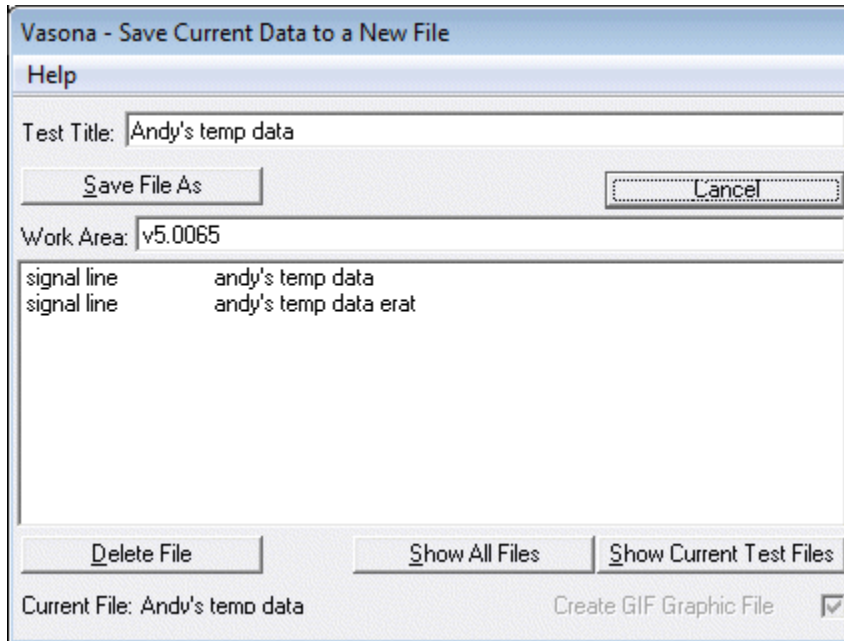 Vasona - Save Current Data to a New File
Help
Test Title: Andy's temp data
Save File As Cancel
Work Area: v5.0065
signal line andy's temp data
signal line andy's temp data erat
Delete File Show All Files Show Current Test Files
Current File: Andy's temp data Create GIF Graphic File